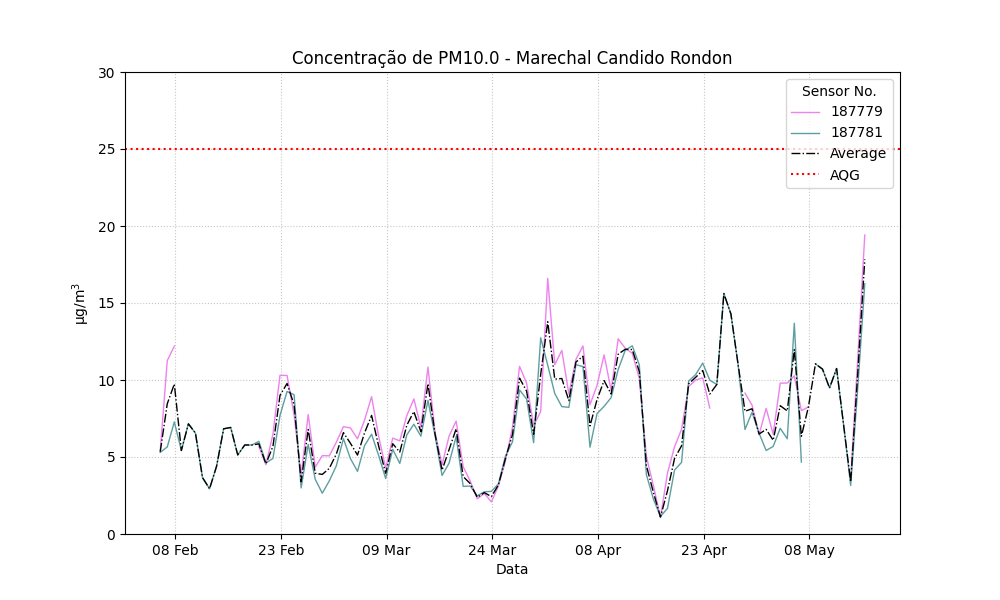 Concentração de PM10.0 - Marechal Candido Rondon
Sensor No.
187779
187781
Average
AQG
30
25
20
15
10
5
0
µg/m³
08 Feb
23 Feb
09 Mar
24 Mar
08 Apr
23 Apr
08 May
Data